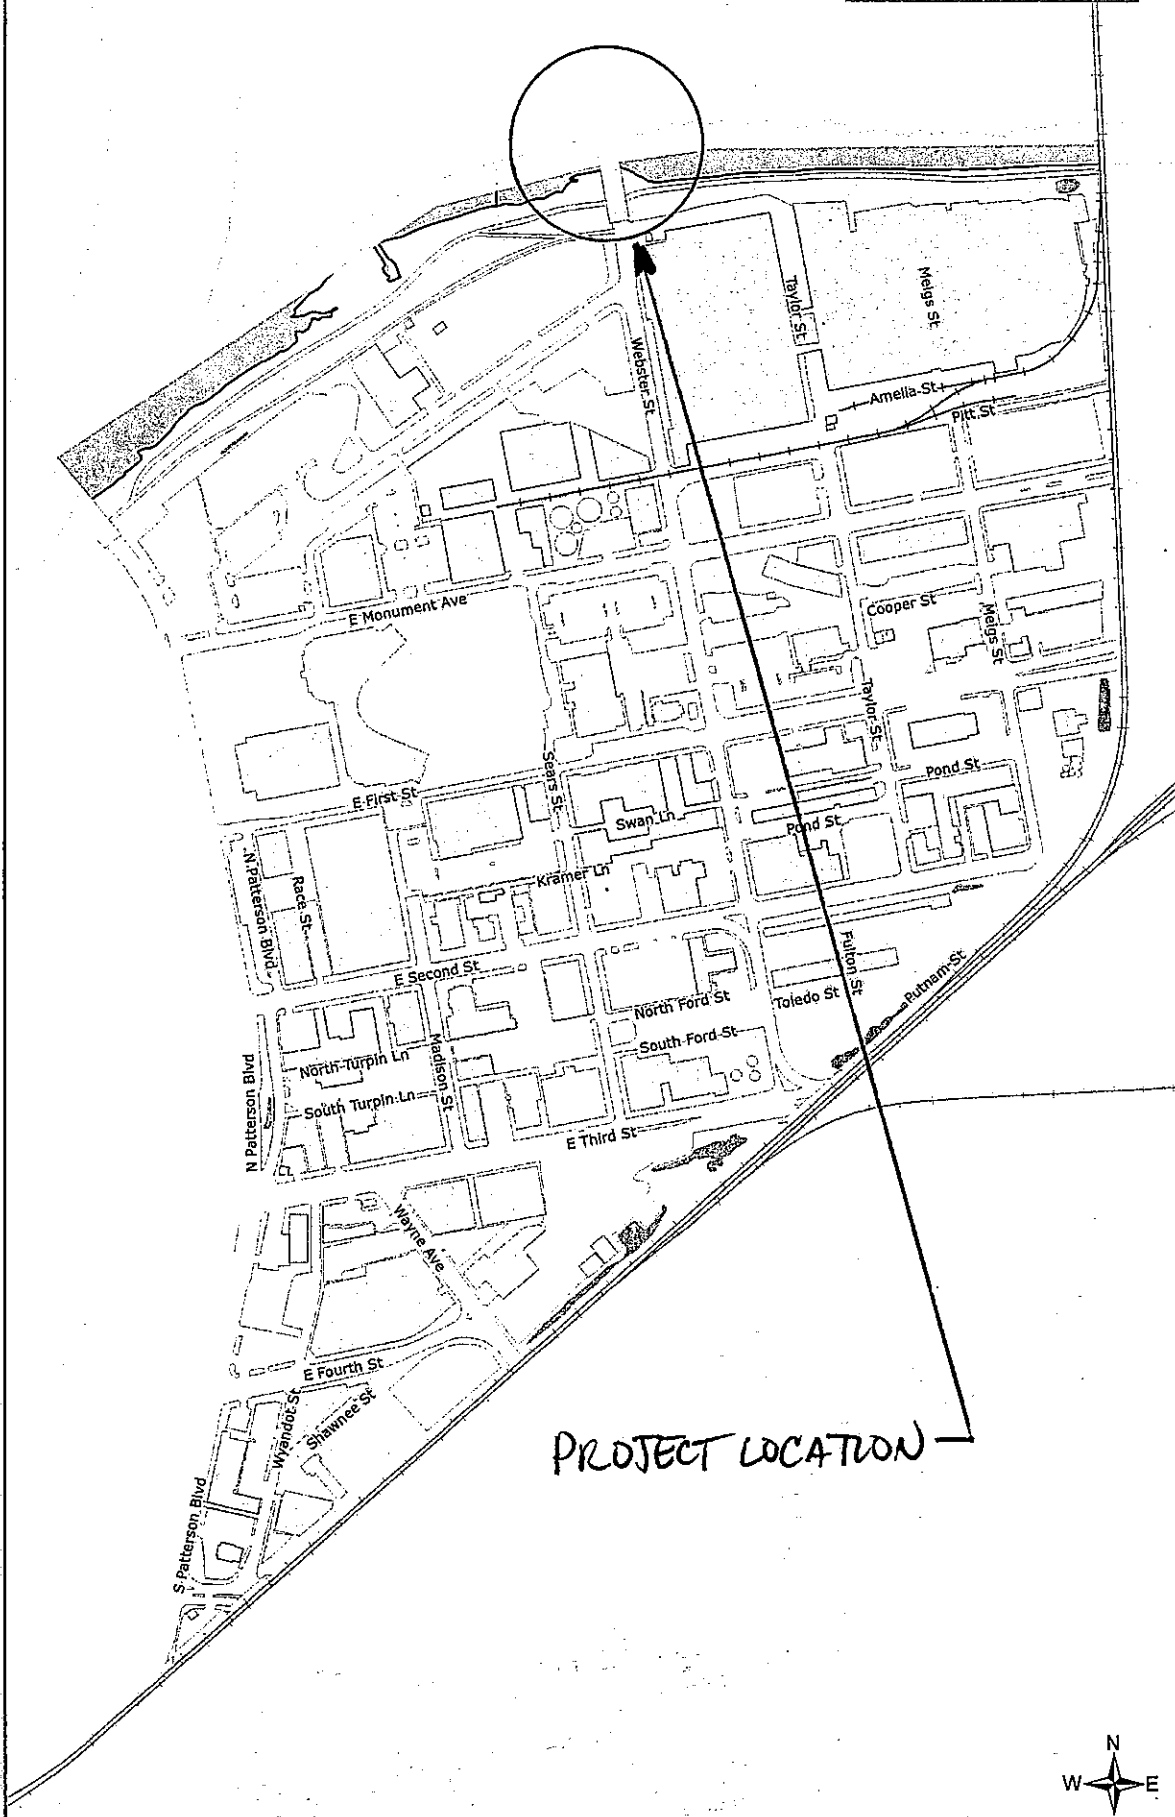 Meigs St
Taylor St
Webster St
Amelia St
Pitt St
E Monument Ave
Cooper St
Meigs St
Taylor St
Sears St
Pond St
E First St
Swan Ln
Pond St
Kramer Ln
N Patterson Blvd
Race St
Fulton St
E Second St
Putnam St
North Ford St
Toledo St
South Ford St
Madison St
North Turpin Ln
South Turpin Ln
N Patterson Blvd
E Third St
Wayne Ave
E Fourth St
Wyandot St
Shawnee St
PROJECT LOCATION
S Patterson Blvd
N
W E